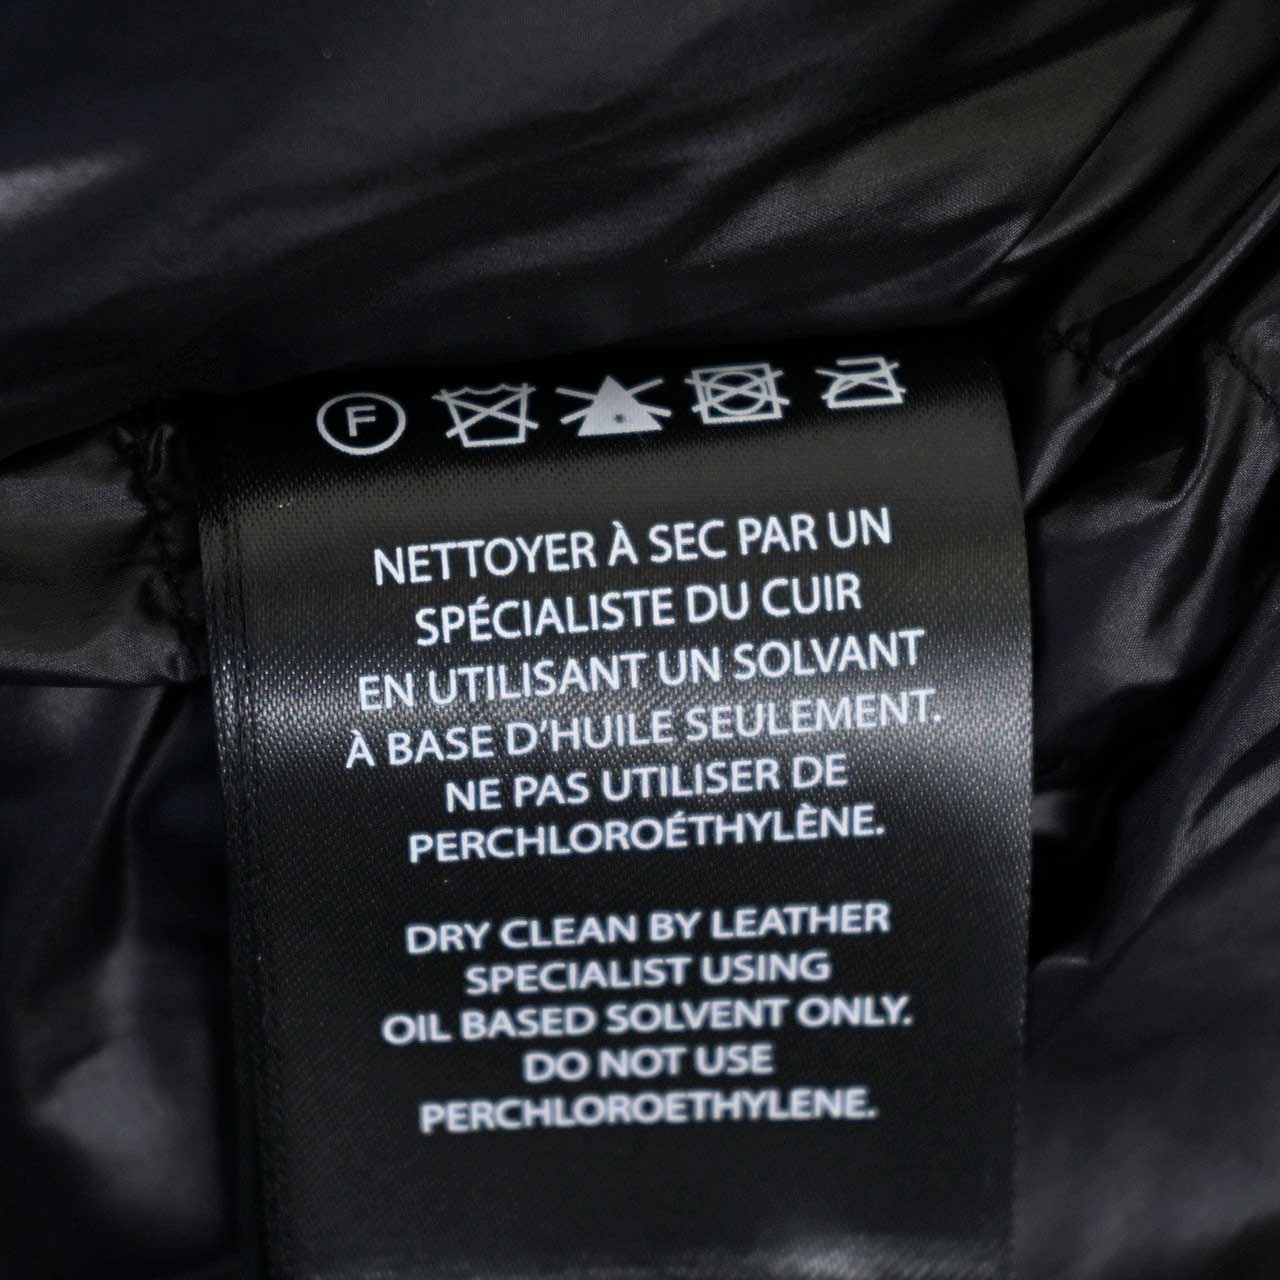 F
NETTOYER À SEC PAR UN
SPÉCIALISTE DU CUIR
EN UTILISANT UN SOLVANT
À BASE D'HUILE SEULEMENT.
NE PAS UTILISER DE
PERCHLOROÉTHYLÈNE.
DRY CLEAN BY LEATHER
SPECIALIST USING
OIL BASED SOLVENT ONLY.
DO NOT USE
PERCHLOROETHYLENE.